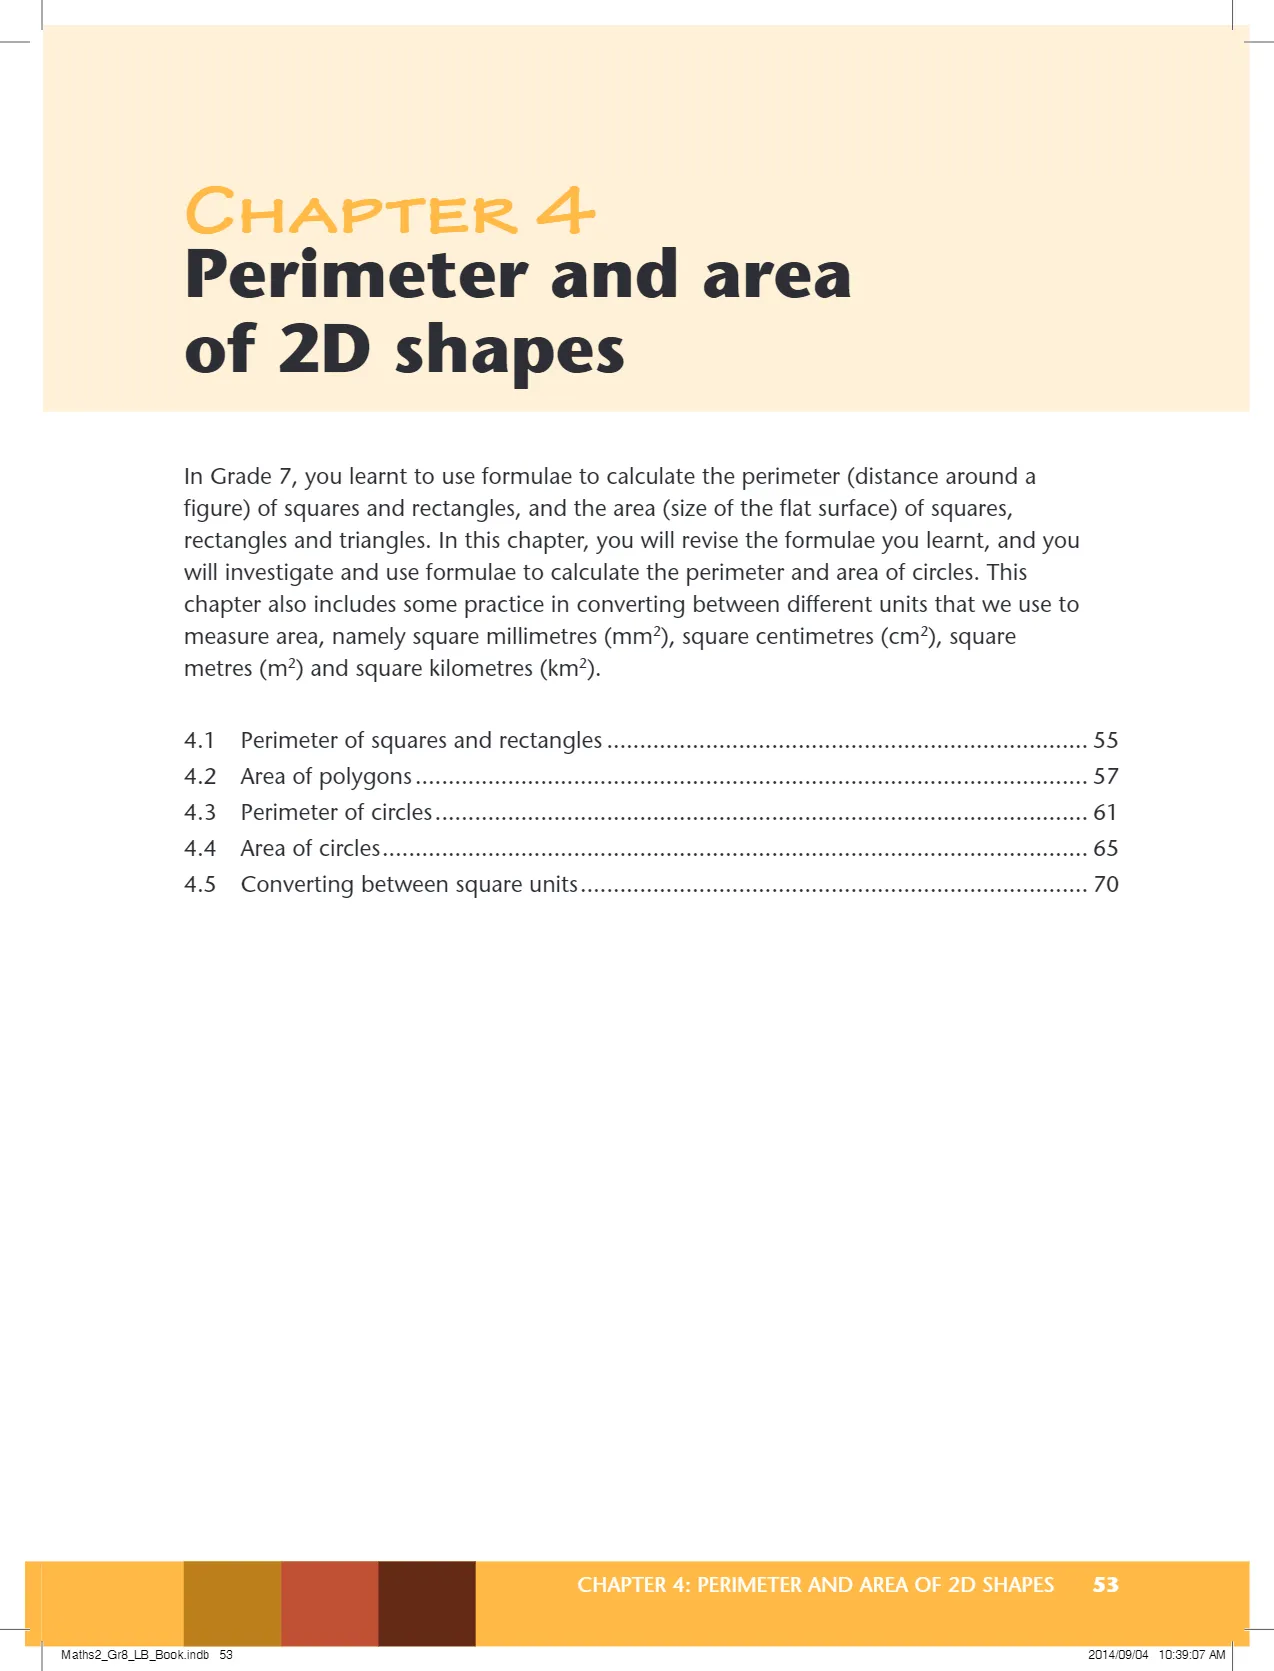 CHAPTER 4
Perimeter and area
of 2D shapes
In Grade 7, you learnt to use formulae to calculate the perimeter (distance around a
figure) of squares and rectangles, and the area (size of the flat surface) of squares,
rectangles and triangles. In this chapter, you will revise the formulae you learnt, and you
will investigate and use formulae to calculate the perimeter and area of circles. This
chapter also includes some practice in converting between different units that we use to
measure area, namely square millimetres (mm²), square centimetres (cm²), square
metres (m²) and square kilometres (km²).
4.1 Perimeter of squares and rectangles ........................................................................ 55
4.2 Area of polygons ..................................................................................................... 57
4.3 Perimeter of circles .................................................................................................. 61
4.4 Area of circles .......................................................................................................... 65
4.5 Converting between square units ............................................................................ 70
CHAPTER 4: PERIMETER AND AREA OF 2D SHAPES 53
Maths2_Gr8_LB_Book.indb 53 2014/09/04 10:39:07 AM